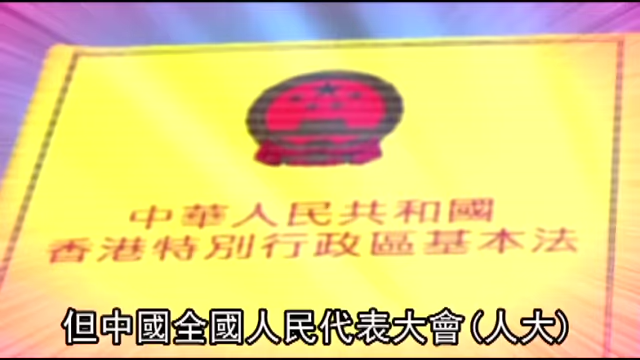 中華人民共和國
香港特別行政區基本法
但中國全國人民代表大會(人大)